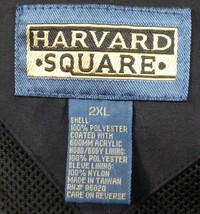 HARVARD
• SQUARE •
2XL
SHELL:
100% POLYESTER
COATED WITH
600MM ACRYLIC
HOOD/BODY LINING:
100% POLYESTER
SLEEVE LINING:
100% NYLON
MADE IN TAIWAN
RN# 96020
CARE ON REVERSE